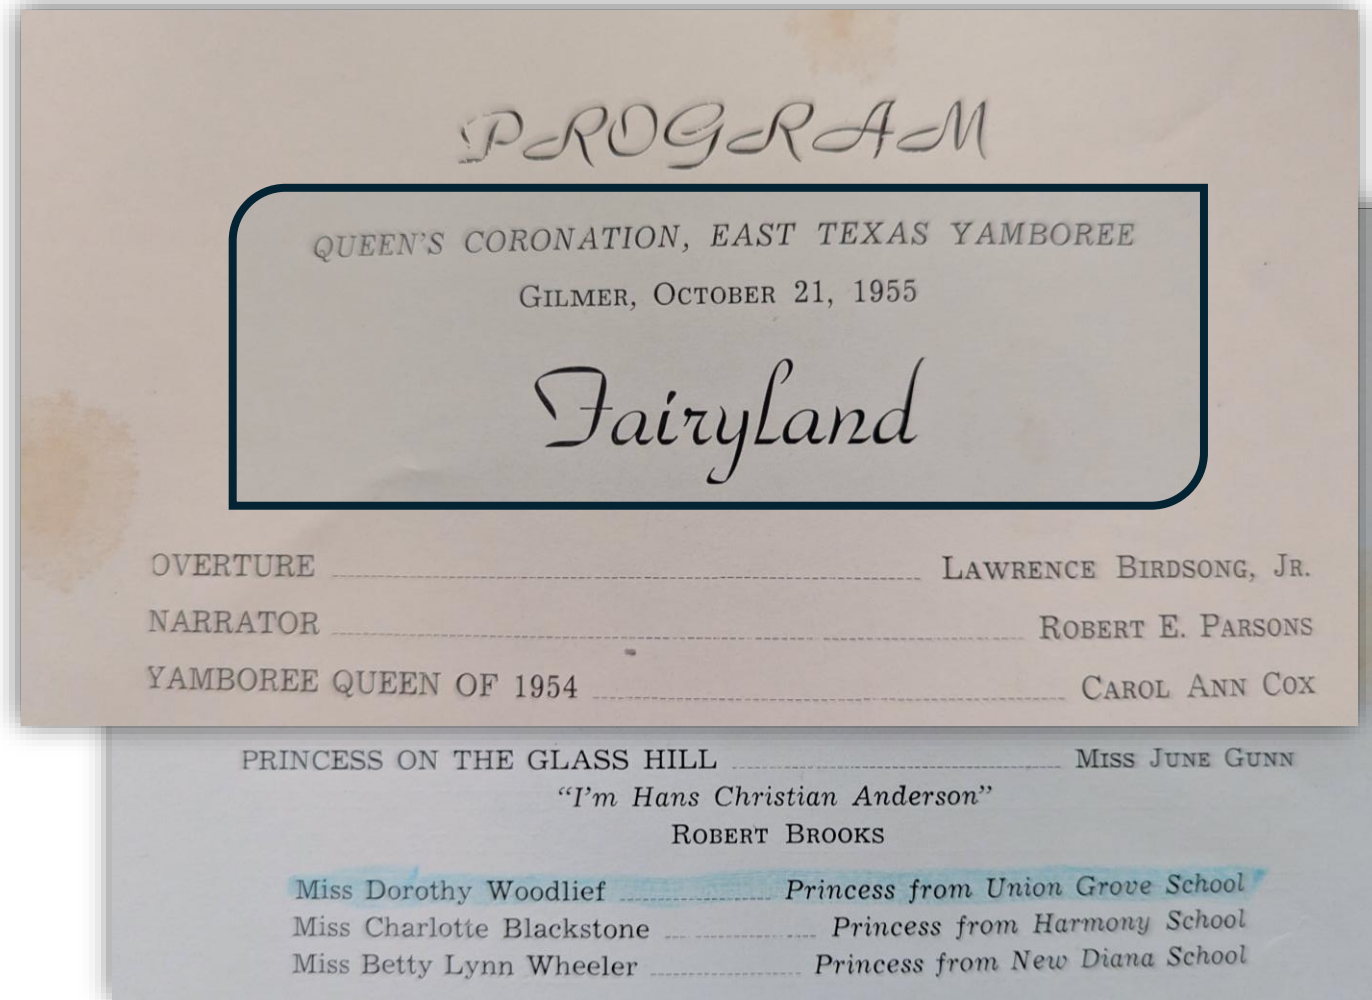 PROGRAM
QUEEN'S CORONATION, EAST TEXAS YAMBOREE
GILMER, OCTOBER 21, 1955
Fairyland
OVERTURE LAWRENCE BIRDSONG, JR.
NARRATOR ROBERT E. PARSONS
YAMBOREE QUEEN OF 1954 CAROL ANN COX
PRINCESS ON THE GLASS HILL MISS JUNE GUNN
"I'm Hans Christian Anderson"
ROBERT BROOKS
Miss Dorothy Woodlief Princess from Union Grove School
Miss Charlotte Blackstone Princess from Harmony School
Miss Betty Lynn Wheeler Princess from New Diana School